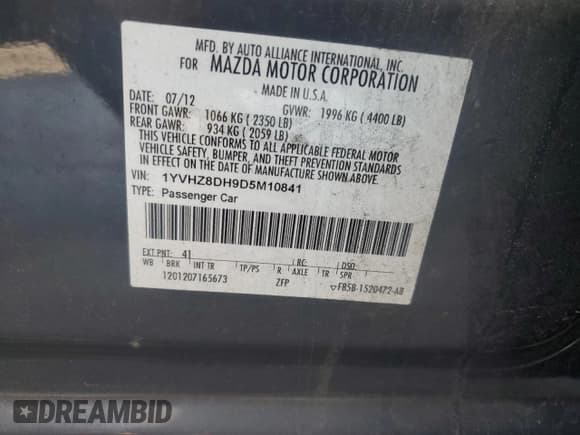 MFD. BY AUTO ALLIANCE INTERNATIONAL, INC.
FOR MAZDA MOTOR CORPORATION
MADE IN U.S.A.
DATE: 07/12 GVWR: 1996 KG ( 4400 LB)
FRONT GAWR: 1066 KG ( 2350 LB)
REAR GAWR: 934 KG ( 2059 LB)
THIS VEHICLE CONFORMS TO ALL APPLICABLE FEDERAL MOTOR
VEHICLE SAFETY, BUMPER, AND THEFT PREVENTION STANDARDS
IN EFFECT ON THE DATE OF MANUFACTURE SHOWN ABOVE.
VIN: 1YVHZ8DH9D5M10841
TYPE: Passenger Car
EXT PNT: 41 RC: DSO:
WB BRK INT TR TP/PS R AXLE TR SPR
1201207165673 ZFP F85B-1520472-AB
DREAMBID